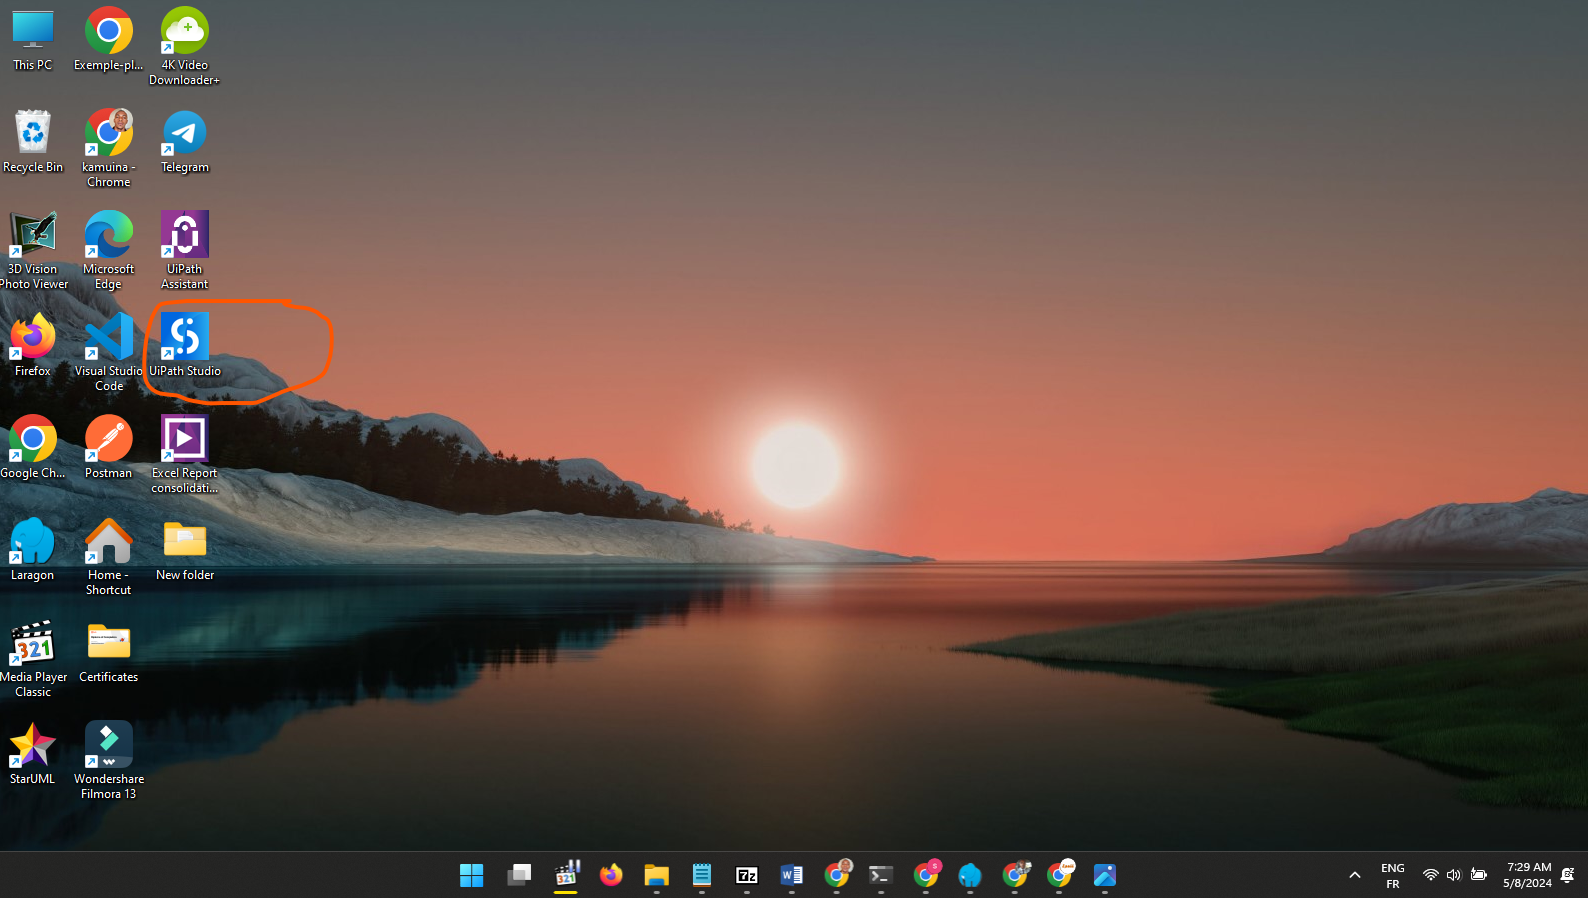 This PC
Exemple-pl...
4K Video
Downloader+
Recycle Bin
kamuina -
Chrome
Telegram
3D Vision
Photo Viewer
Microsoft
Edge
UiPath
Assistant
Firefox
Visual Studio
Code
UiPath Studio
Google Ch...
Postman
Excel Report
consolidati...
Laragon
Home -
Shortcut
New folder
321
Media Player
Classic
Certificates
StarUML
Wondershare
Filmora 13
321
7z
W
S
ENG
FR
7:29 AM
5/8/2024